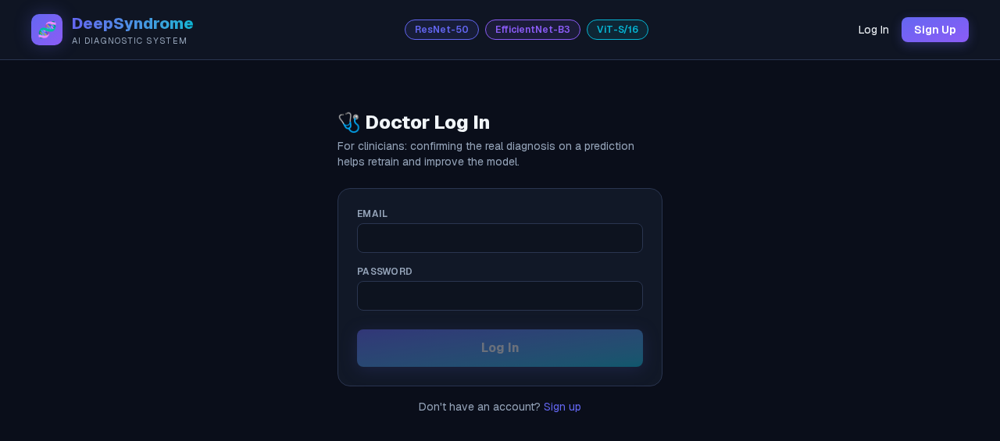 DeepSyndrome
AI DIAGNOSTIC SYSTEM
ResNet-50
EfficientNet-B3
ViT-S/16
Log In
Sign Up
Doctor Log In
For clinicians: confirming the real diagnosis on a prediction
helps retrain and improve the model.
EMAIL
PASSWORD
Log In
Don't have an account? Sign up